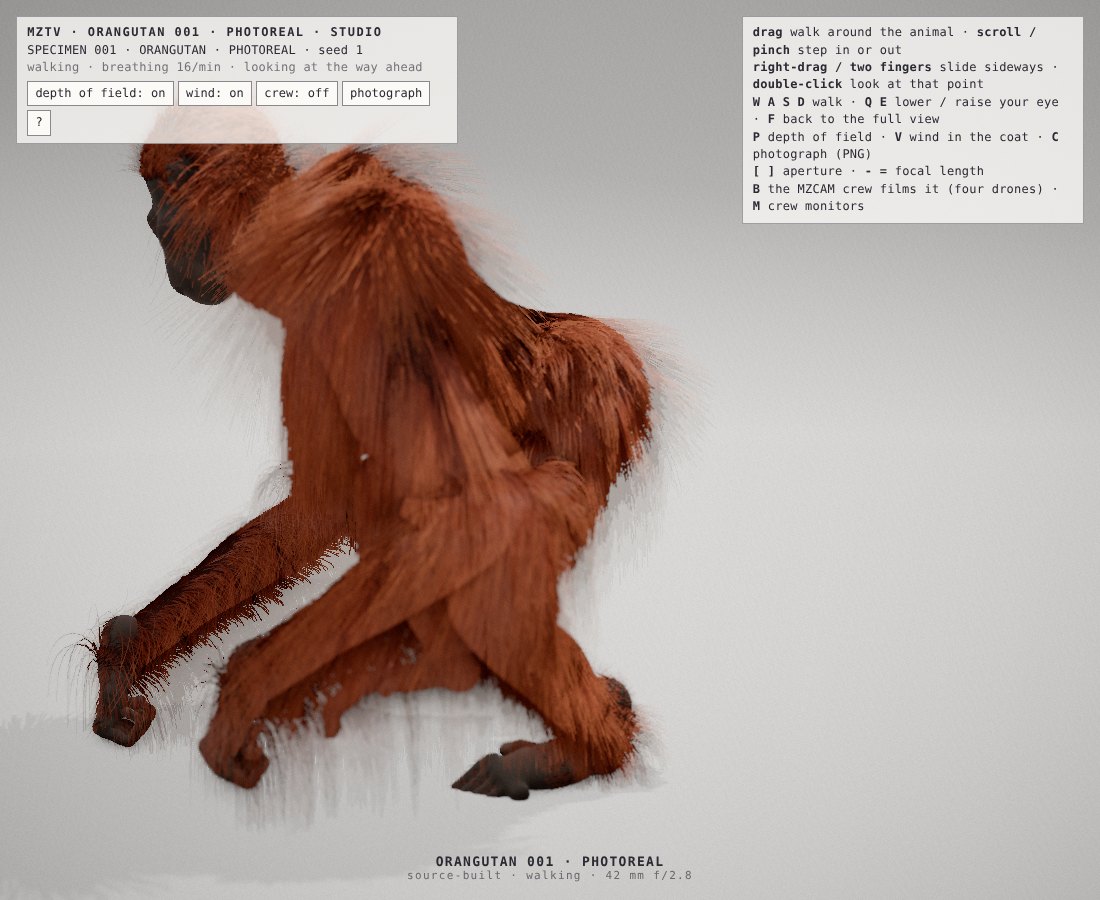 MZTV · ORANGUTAN 001 · PHOTOREAL · STUDIO
SPECIMEN 001 · ORANGUTAN · PHOTOREAL · seed 1
walking · breathing 16/min · looking at the way ahead
depth of field: on wind: on crew: off photograph
?
drag walk around the animal · scroll /
pinch step in or out
right-drag / two fingers slide sideways ·
double-click look at that point
W A S D walk · Q E lower / raise your eye
· F back to the full view
P depth of field · V wind in the coat · C
photograph (PNG)
[ ] aperture · - = focal length
B the MZCAM crew films it (four drones) ·
M crew monitors
ORANGUTAN 001 · PHOTOREAL
source-built · walking · 42 mm f/2.8